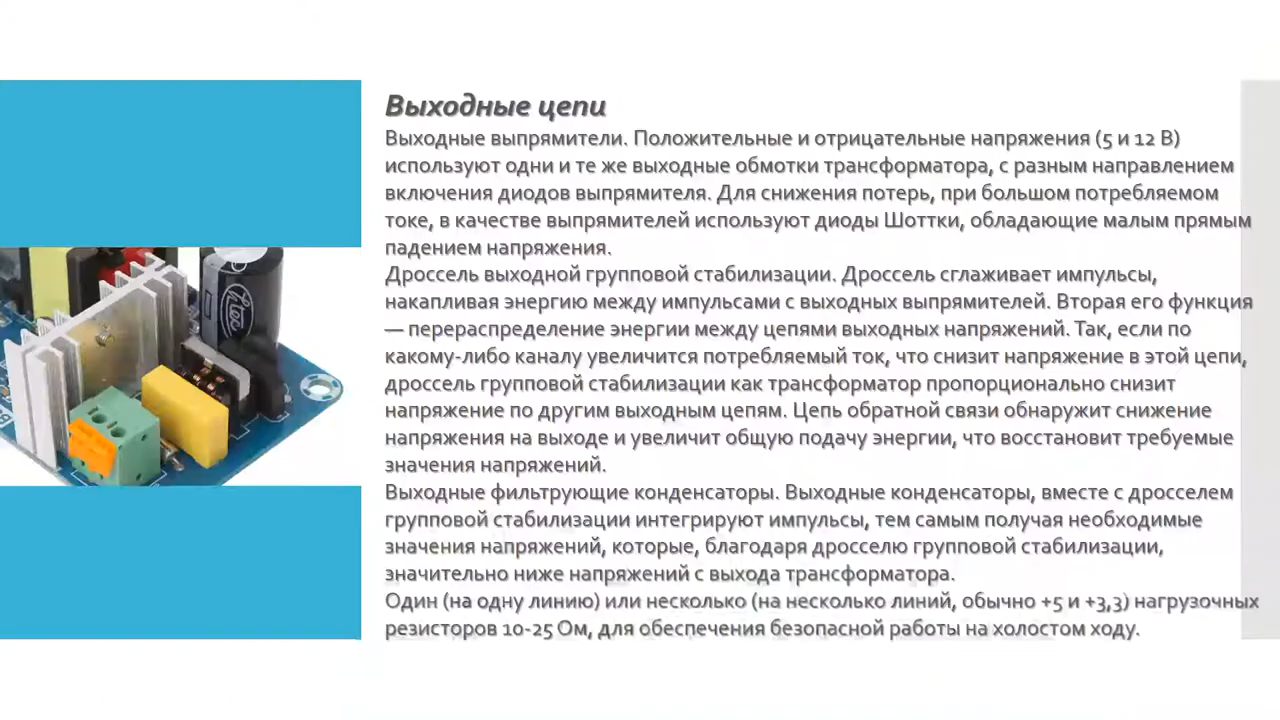 Выходные цепи
Выходные выпрямители. Положительные и отрицательные напряжения (5 и 12 В)
используют одни и те же выходные обмотки трансформатора, с разным направлением
включения диодов выпрямителя. Для снижения потерь, при большом потребляемом
токе, в качестве выпрямителей используют диоды Шоттки, обладающие малым прямым
падением напряжения.
Дроссель выходной групповой стабилизации. Дроссель сглаживает импульсы,
накапливая энергию между импульсами с выходных выпрямителей. Вторая его функция
— перераспределение энергии между цепями выходных напряжений. Так, если по
какому-либо каналу увеличится потребляемый ток, что снизит напряжение в этой цепи,
дроссель групповой стабилизации как трансформатор пропорционально снизит
напряжение по другим выходным цепям. Цепь обратной связи обнаружит снижение
напряжения на выходе и увеличит общую подачу энергии, что восстановит требуемые
значения напряжений.
Выходные фильтрующие конденсаторы. Выходные конденсаторы, вместе с дросселем
групповой стабилизации интегрируют импульсы, тем самым получая необходимые
значения напряжений, которые, благодаря дросселю групповой стабилизации,
значительно ниже напряжений с выхода трансформатора.
Один (на одну линию) или несколько (на несколько линий, обычно +5 и +3,3) нагрузочных
резисторов 10-25 Ом, для обеспечения безопасной работы на холостом ходу.